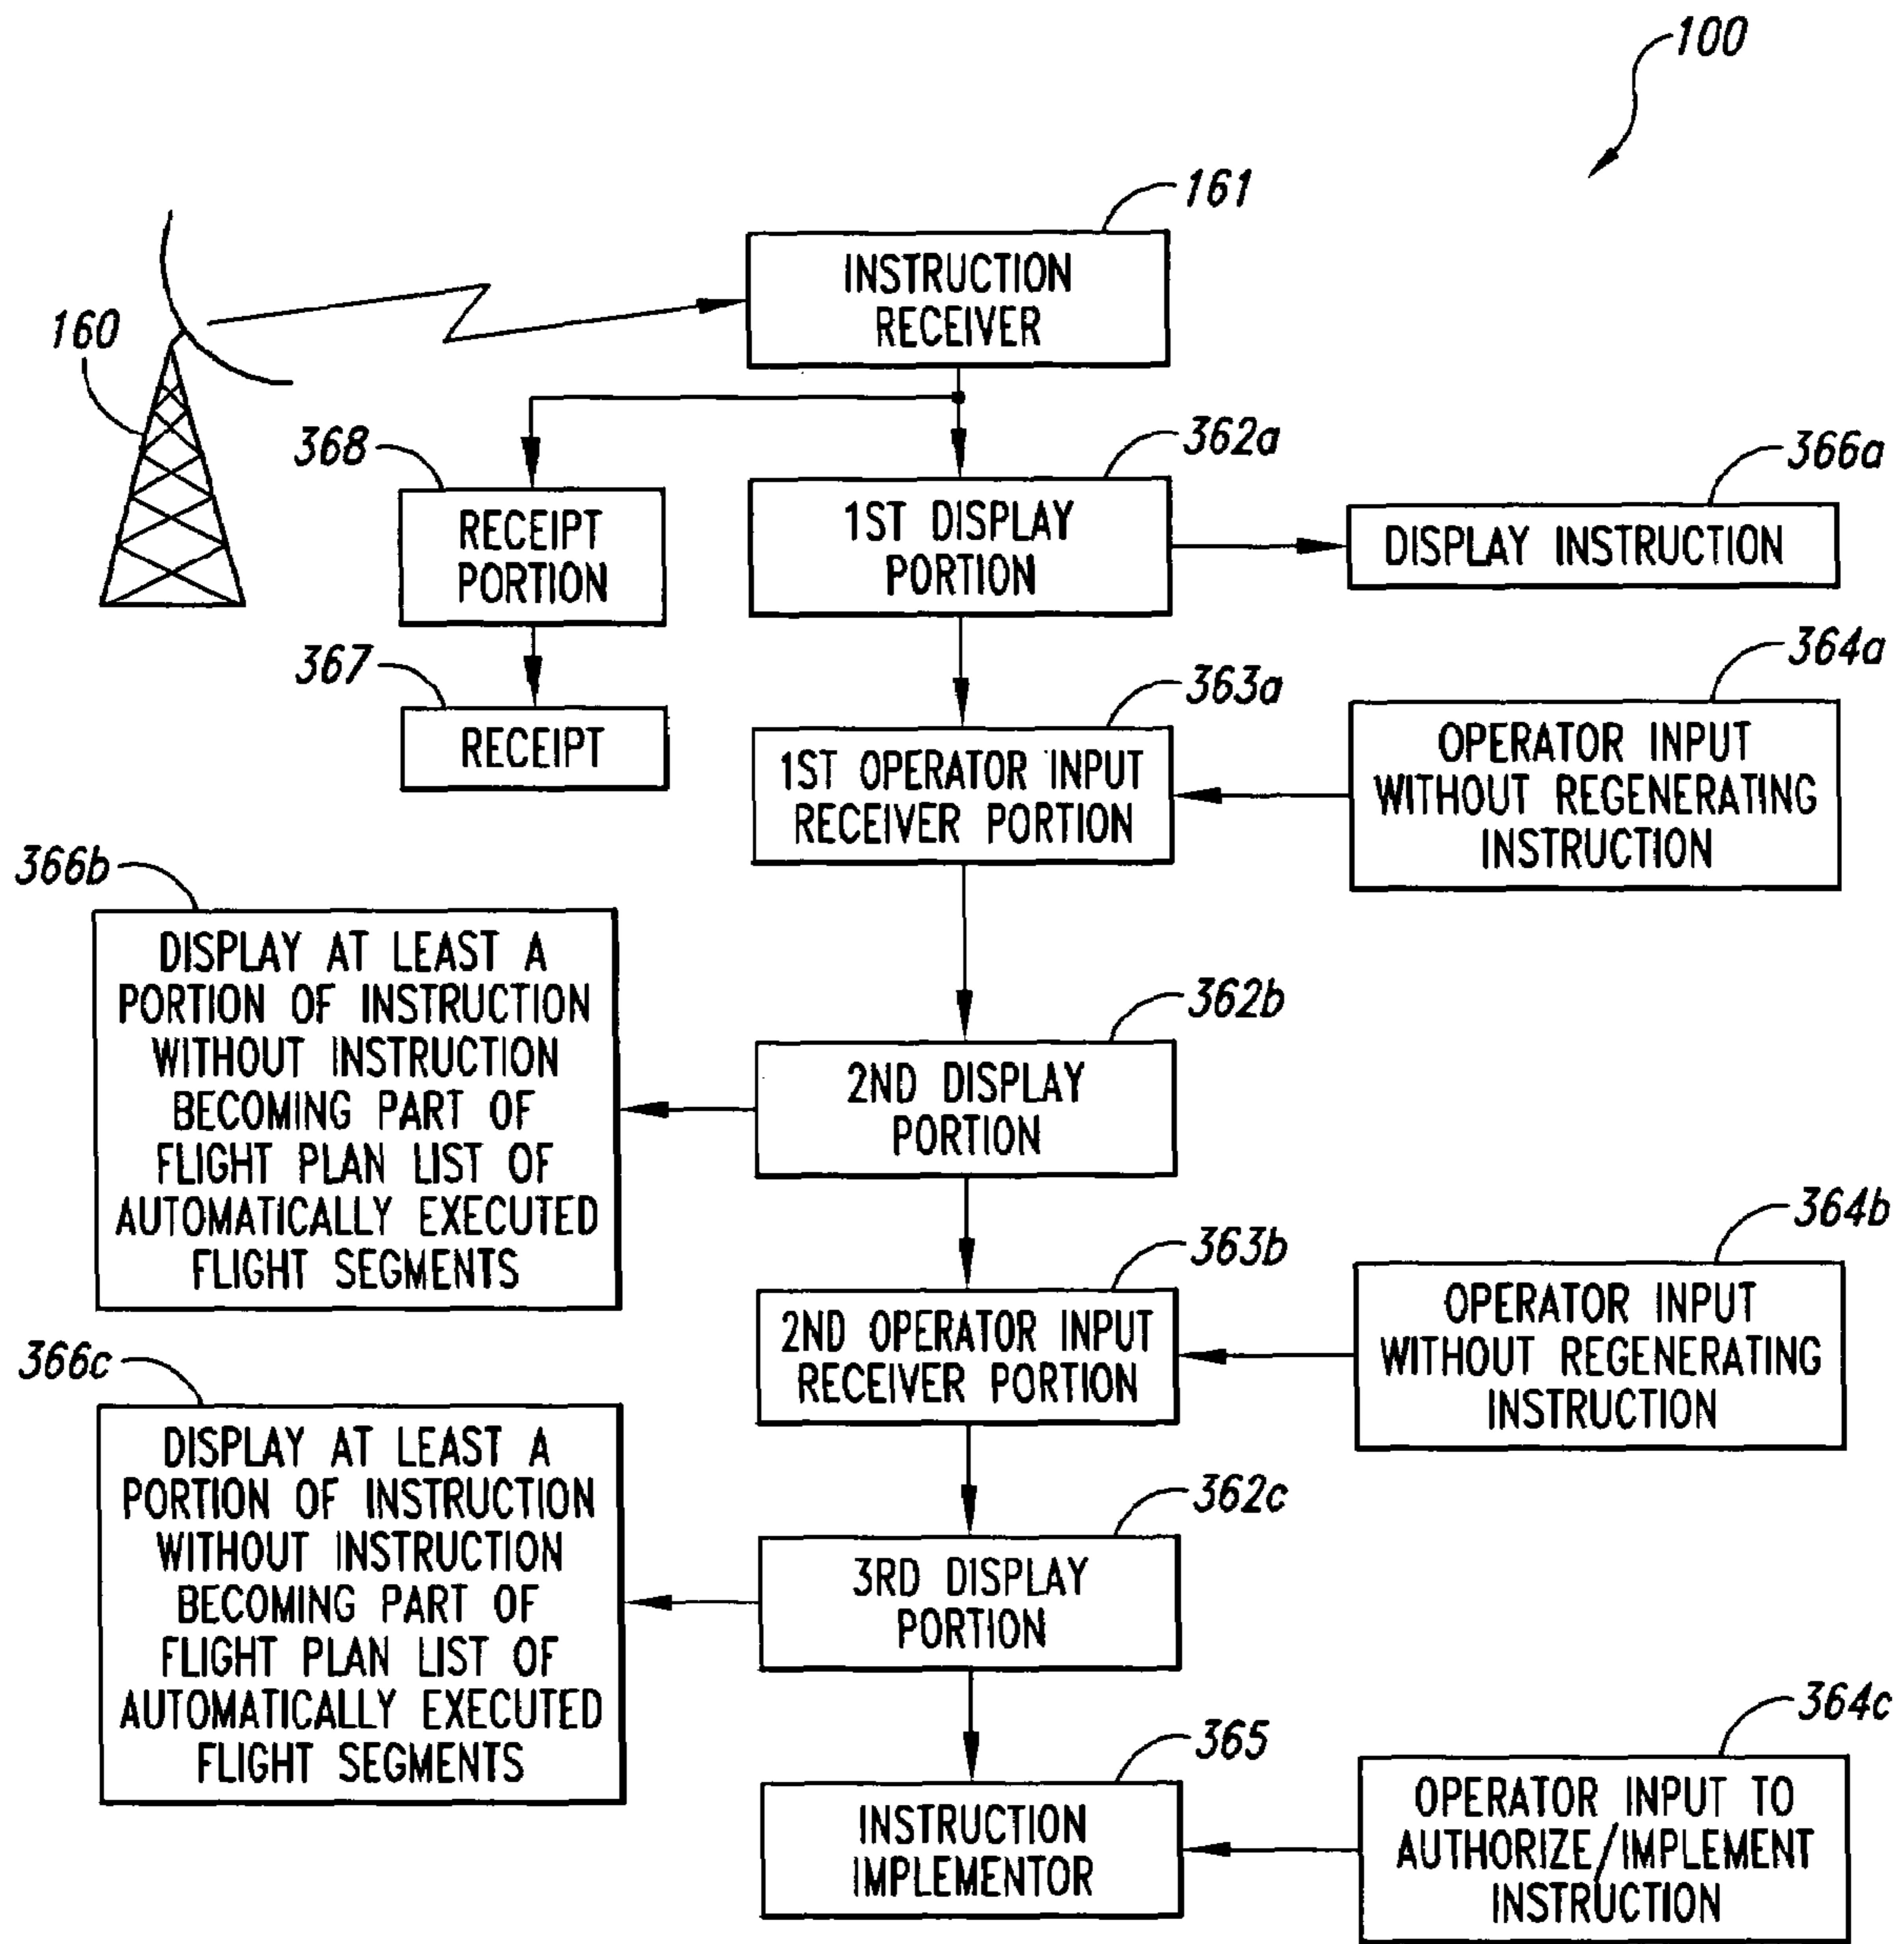 100
161
INSTRUCTION
RECEIVER
160
368
RECEIPT
PORTION
362a
1ST DISPLAY
PORTION
366a
DISPLAY INSTRUCTION
367
RECEIPT
363a
1ST OPERATOR INPUT
RECEIVER PORTION
364a
OPERATOR INPUT
WITHOUT REGENERATING
INSTRUCTION
366b
DISPLAY AT LEAST A
PORTION OF INSTRUCTION
WITHOUT INSTRUCTION
BECOMING PART OF
FLIGHT PLAN LIST OF
AUTOMATICALLY EXECUTED
FLIGHT SEGMENTS
362b
2ND DISPLAY
PORTION
363b
2ND OPERATOR INPUT
RECEIVER PORTION
364b
OPERATOR INPUT
WITHOUT REGENERATING
INSTRUCTION
366c
DISPLAY AT LEAST A
PORTION OF INSTRUCTION
WITHOUT INSTRUCTION
BECOMING PART OF
FLIGHT PLAN LIST OF
AUTOMATICALLY EXECUTED
FLIGHT SEGMENTS
362c
3RD DISPLAY
PORTION
365
INSTRUCTION
IMPLEMENTOR
364c
OPERATOR INPUT TO
AUTHORIZE/IMPLEMENT
INSTRUCTION